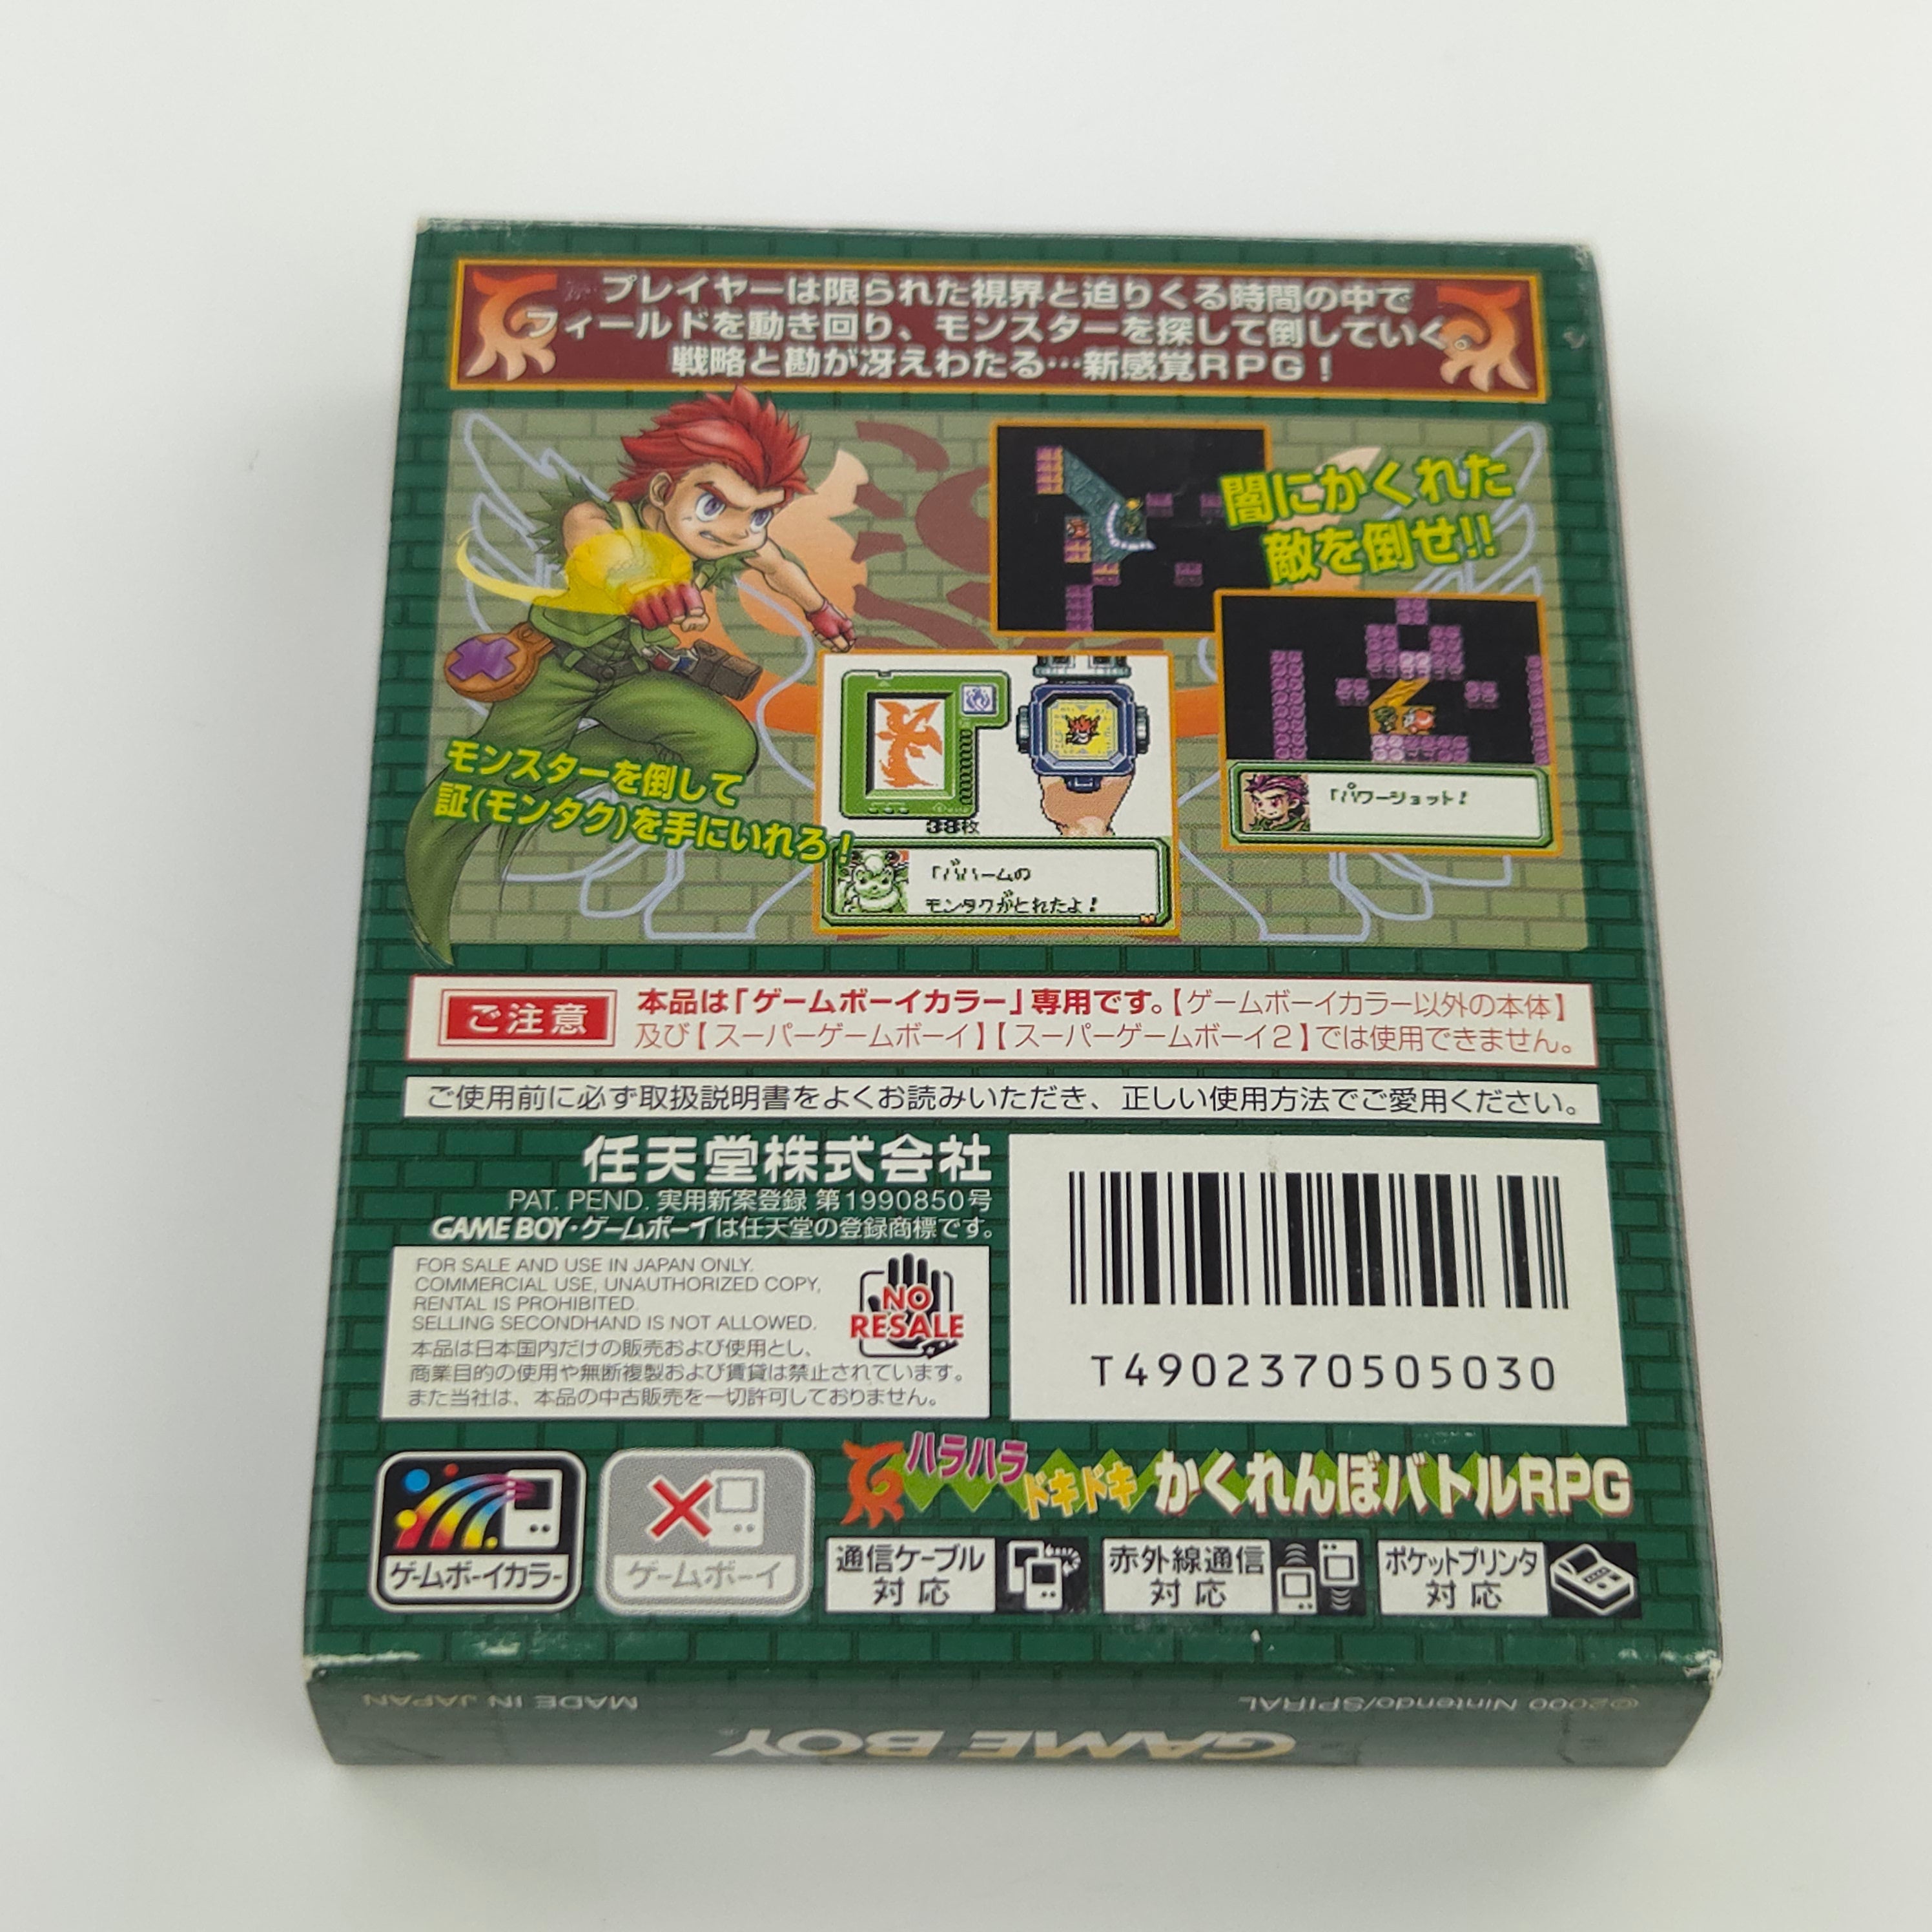 プレイヤーは限られた視界と迫りくる時間の中で
フィールドを動き回り、モンスターを探して倒していく
戦略と勘が冴えわたる…新感覚RPG!
闇にかくれた
敵を倒せ!!
モンスターを倒して
証(モンタク)を手にいれろ!
38枚
「バハームの
モンタクがとれたよ!
「パワーショット!
ご注意
本品は「ゲームボーイカラー」専用です。【ゲームボーイカラー以外の本体】
及び【スーパーゲームボーイ】【スーパーゲームボーイ2】では使用できません。
ご使用前に必ず取扱説明書をよくお読みいただき、正しい使用方法でご愛用ください。
任天堂株式会社
PAT. PEND. 実用新案登録 第1990850号
GAME BOY・ゲームボーイは任天堂の登録商標です。
FOR SALE AND USE IN JAPAN ONLY.
COMMERCIAL USE, UNAUTHORIZED COPY,
RENTAL IS PROHIBITED.
SELLING SECONDHAND IS NOT ALLOWED.
本品は日本国内だけの販売および使用とし、
商業目的の使用や無断複製および賃貸は禁止されています。
また当社は、本品の中古販売を一切許可しておりません。
NO
RESALE
T4902370505030
ハラハラ
ドキドキ
かくれんぼバトルRPG
ゲームボーイカラー
ゲームボーイ
通信ケーブル
対応
赤外線通信
対応
ポケットプリンタ
対応
©2000 Nintendo/SPIRAL
MADE IN JAPAN
GAME BOY